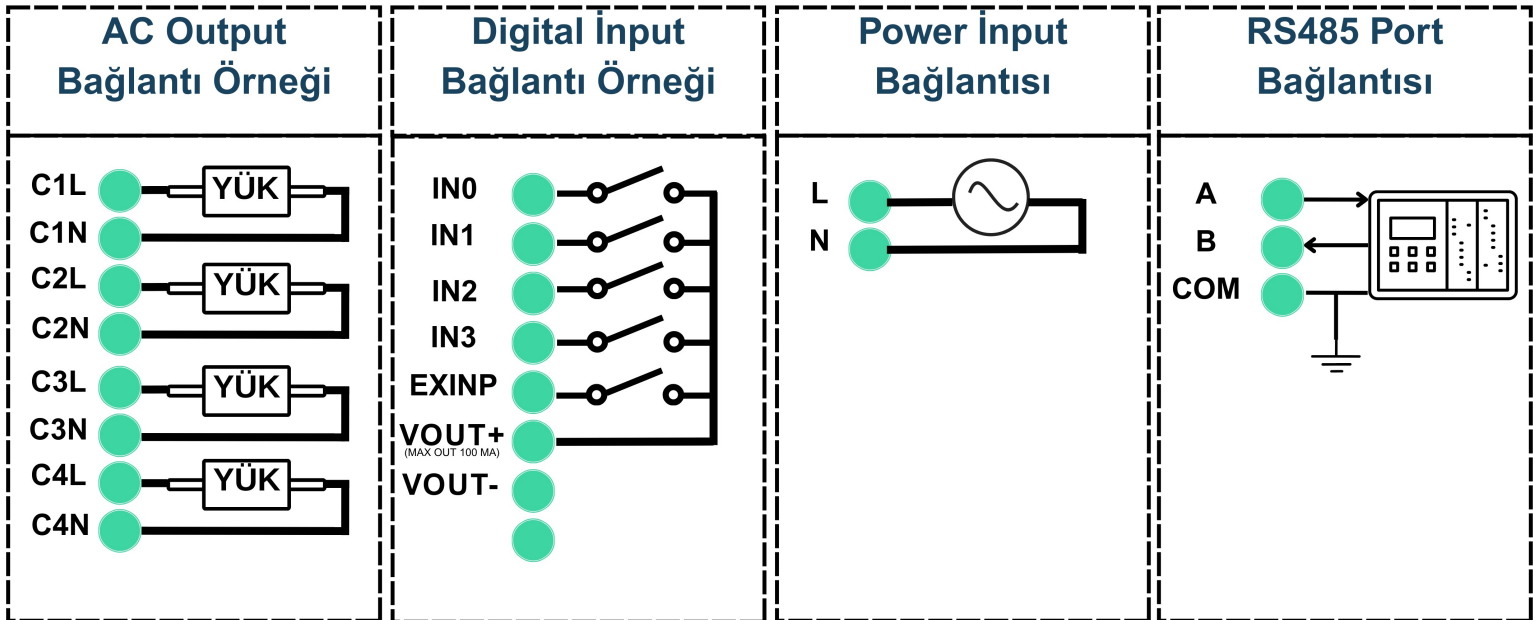 AC Output
Bağlantı Örneği
C1L
YÜK
C1N
C2L
YÜK
C2N
C3L
YÜK
C3N
C4L
YÜK
C4N
Digital İnput
Bağlantı Örneği
IN0
IN1
IN2
IN3
EXINP
VOUT+
(MAX OUT 100 MA)
VOUT-
Power İnput
Bağlantısı
L
N
RS485 Port
Bağlantısı
A
B
COM